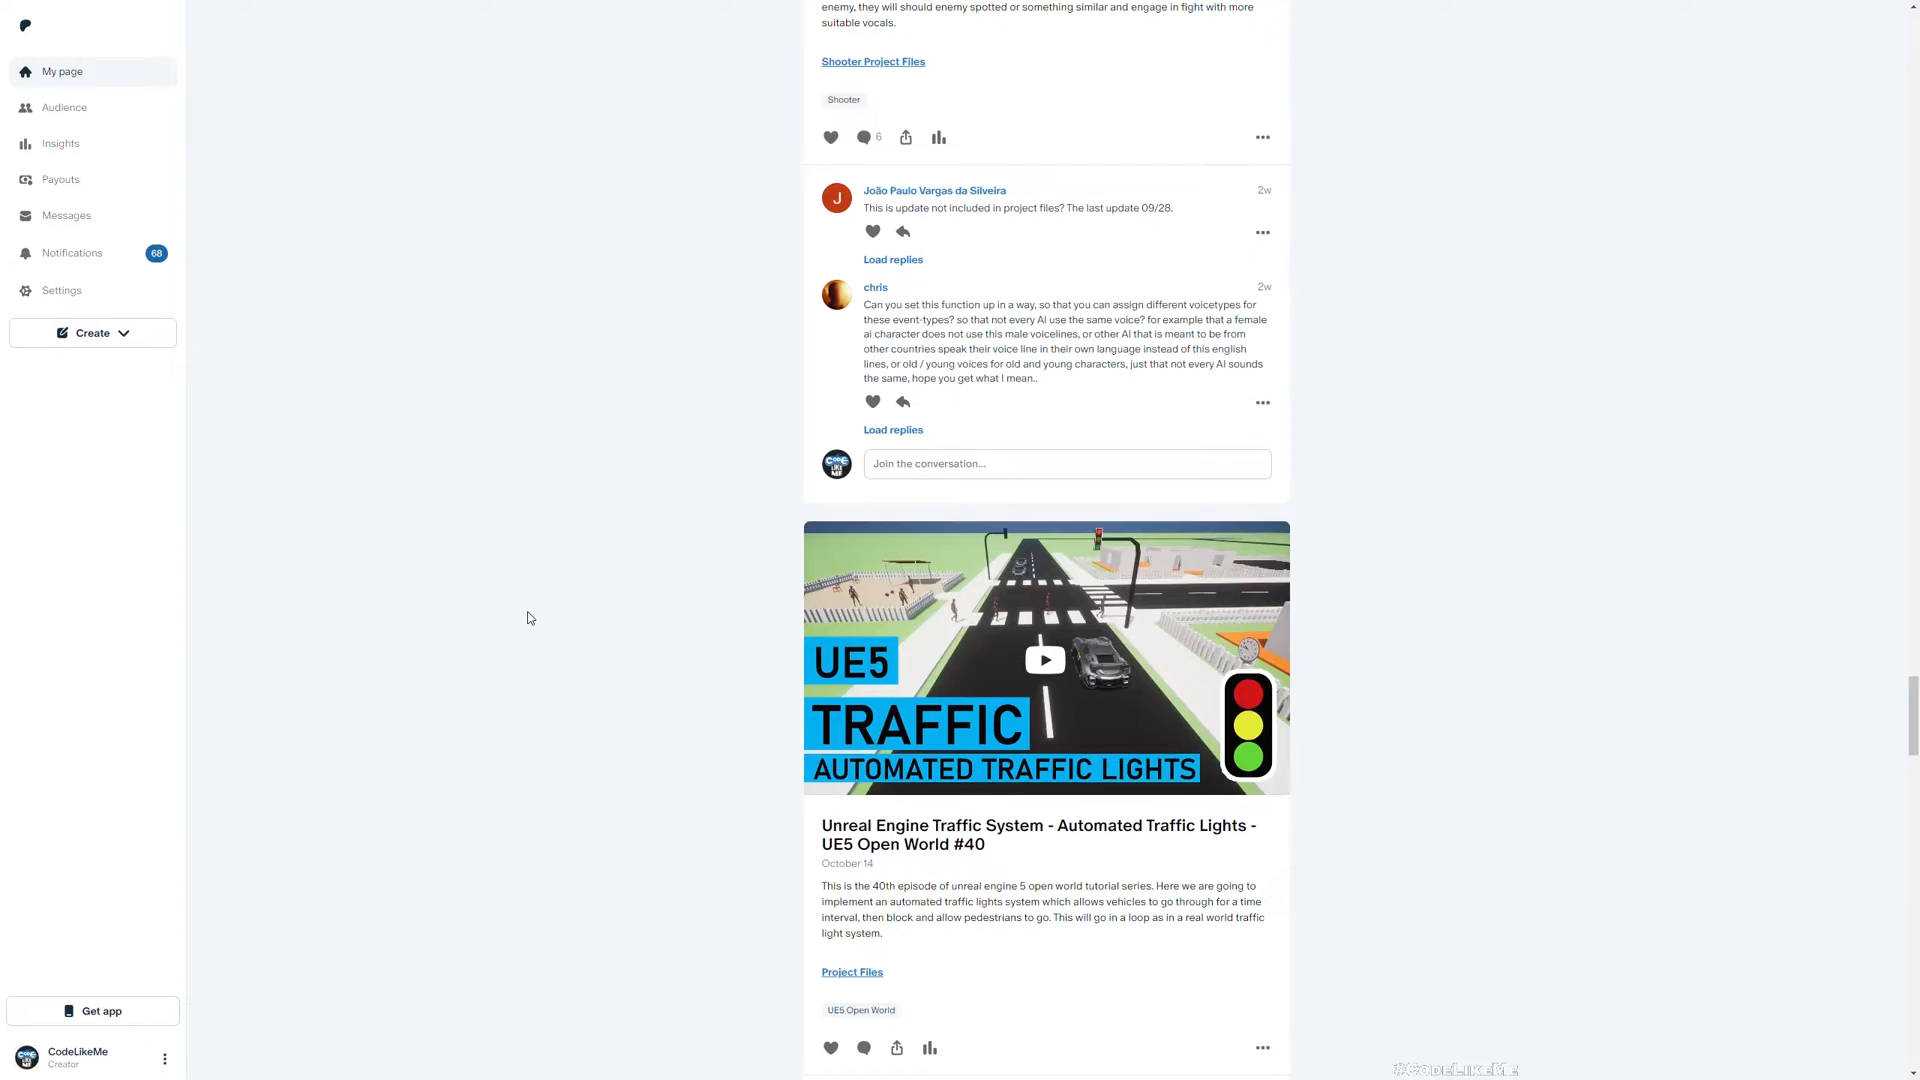 My page
Audience
Insights
Payouts
Messages
Notifications
68
Settings
Create
Get app
CodeLikeMe
Creator
enemy, they will should enemy spotted or something similar and engage in fight with more
suitable vocals.
Shooter Project Files
Shooter
6
João Paulo Vargas da Silveira
2w
This is update not included in project files? The last update 09/28.
Load replies
chris
2w
Can you set this function up in a way, so that you can assign different voicetypes for
these event-types? so that not every AI use the same voice? for example that a female
ai character does not use this male voicelines, or other AI that is meant to be from
other countries speak their voice line in their own language instead of this english
lines, or old / young voices for old and young characters, just that not every AI sounds
the same, hope you get what I mean..
Load replies
CODE
LIKE
ME
Join the conversation...
UE5
TRAFFIC
AUTOMATED TRAFFIC LIGHTS
Unreal Engine Traffic System - Automated Traffic Lights -
UE5 Open World #40
October 14
This is the 40th episode of unreal engine 5 open world tutorial series. Here we are going to
implement an automated traffic lights system which allows vehicles to go through for a time
interval, then block and allow pedestrians to go. This will go in a loop as in a real world traffic
light system.
Project Files
UE5 Open World
#CodeLikeMe